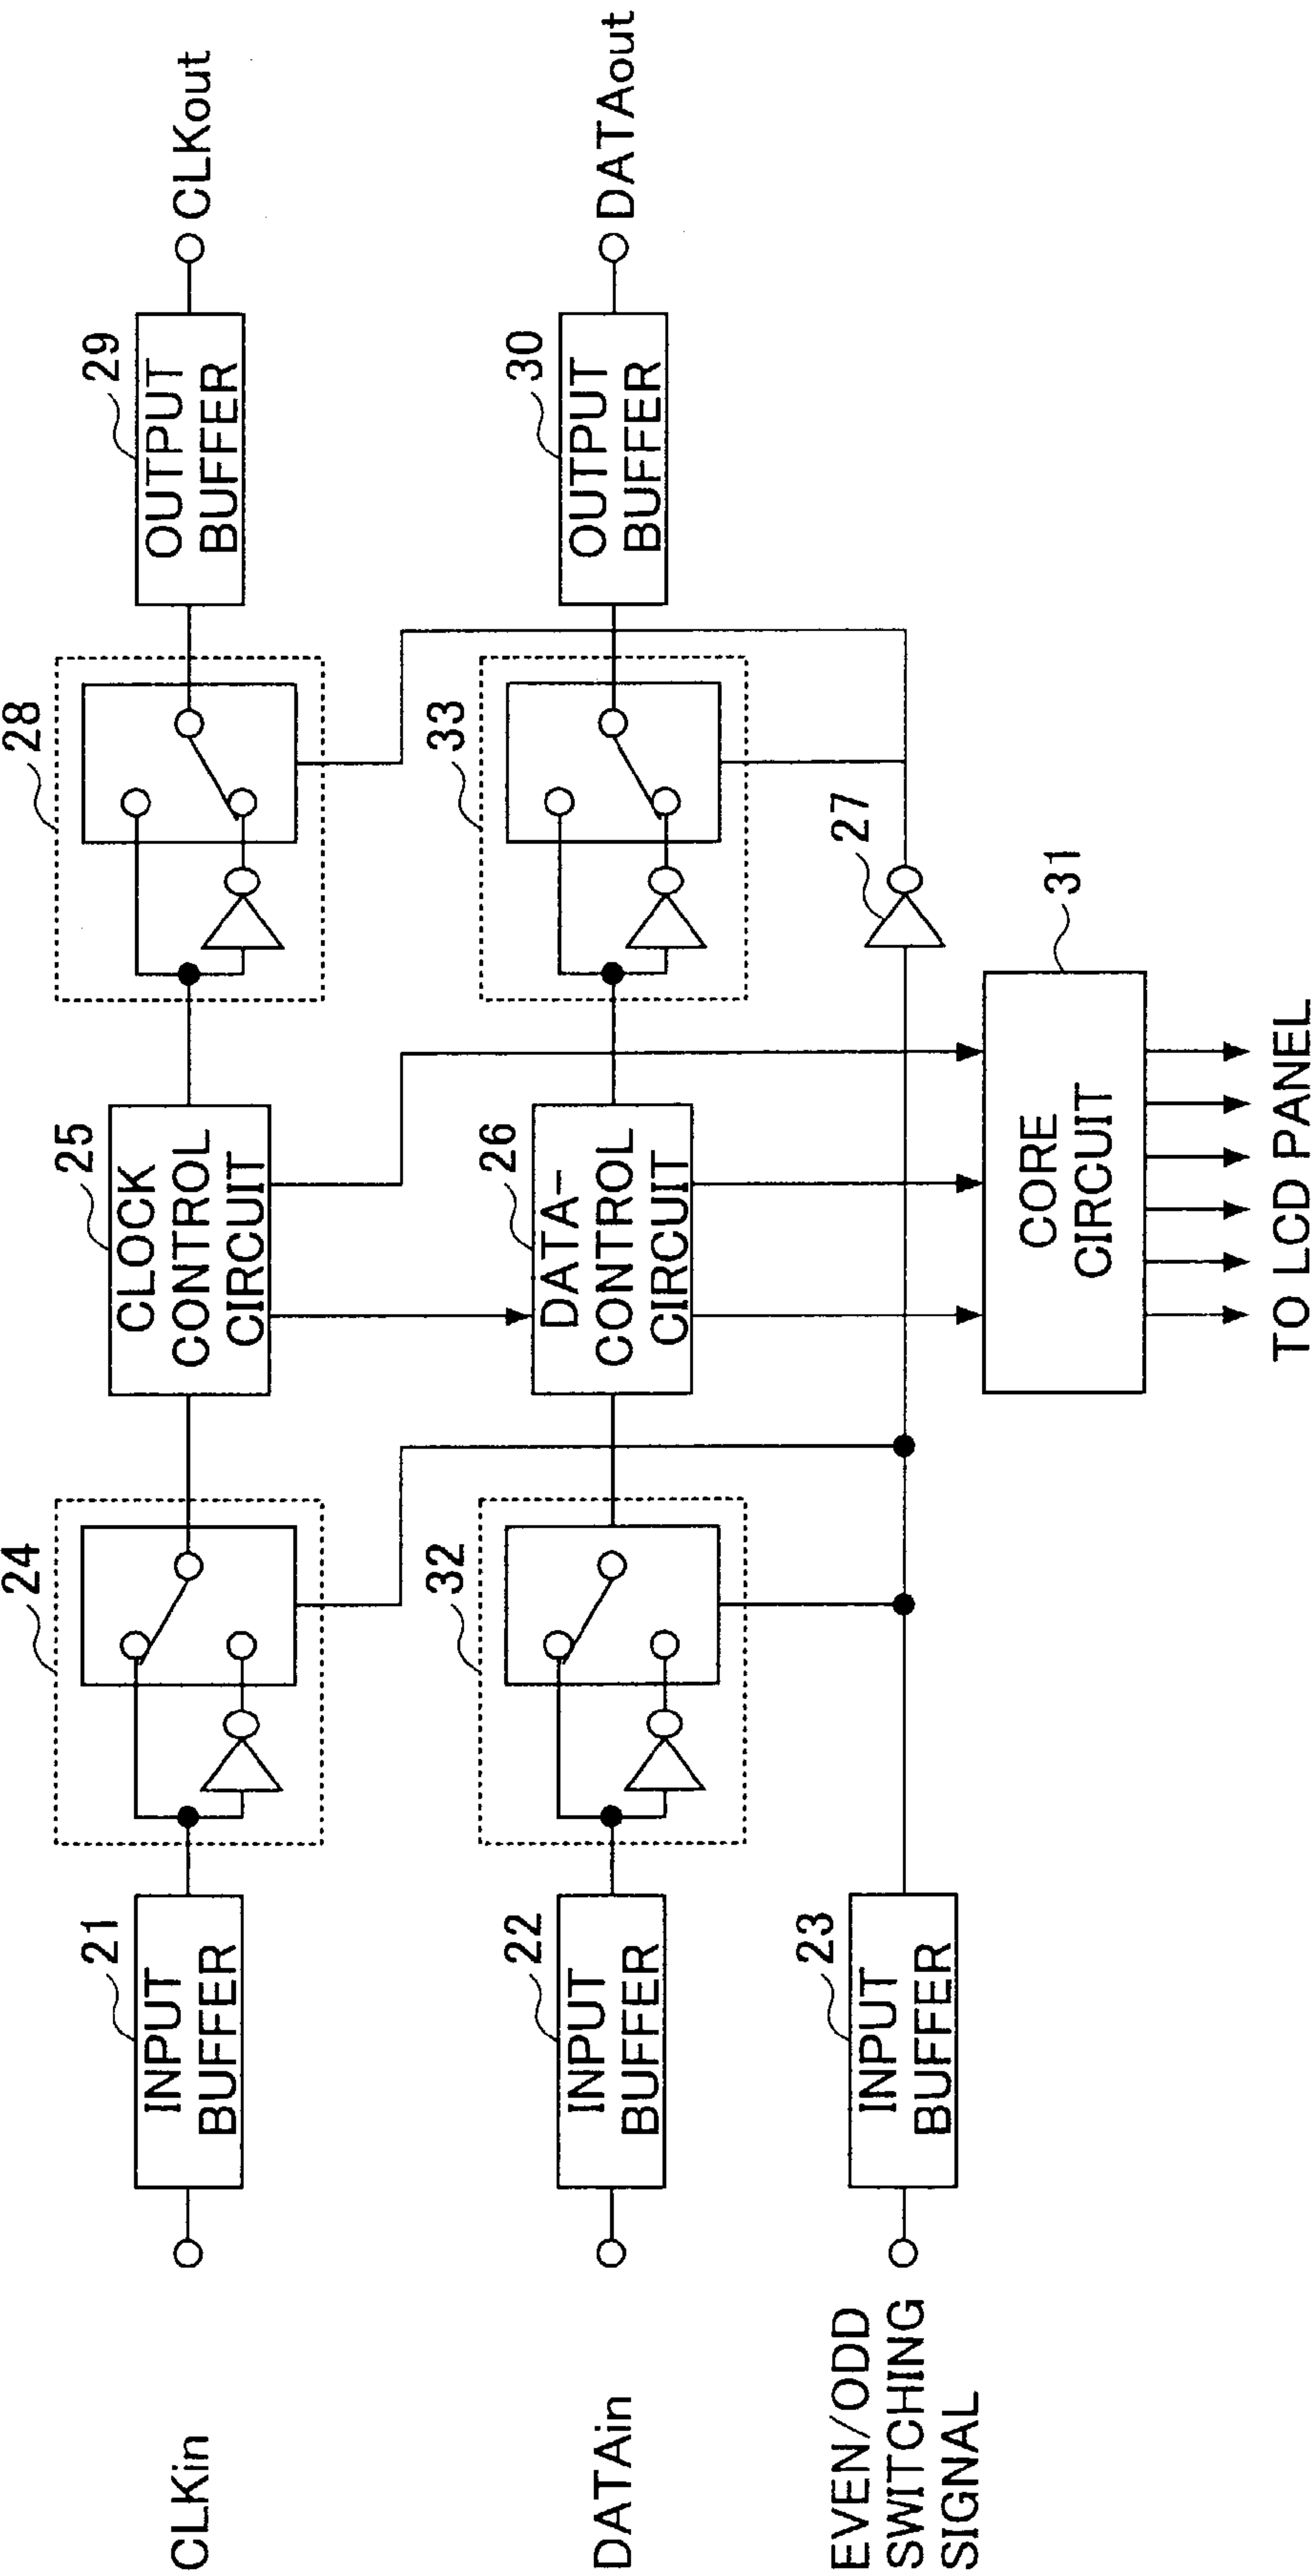 CLKin
21
INPUT
BUFFER
24
25
CLOCK
CONTROL
CIRCUIT
28
29
OUTPUT
BUFFER
CLKout
DATAin
22
INPUT
BUFFER
32
26
DATA-
CONTROL
CIRCUIT
33
30
OUTPUT
BUFFER
DATAout
EVEN/ODD
SWITCHING
SIGNAL
23
INPUT
BUFFER
27
31
CORE
CIRCUIT
TO LCD PANEL